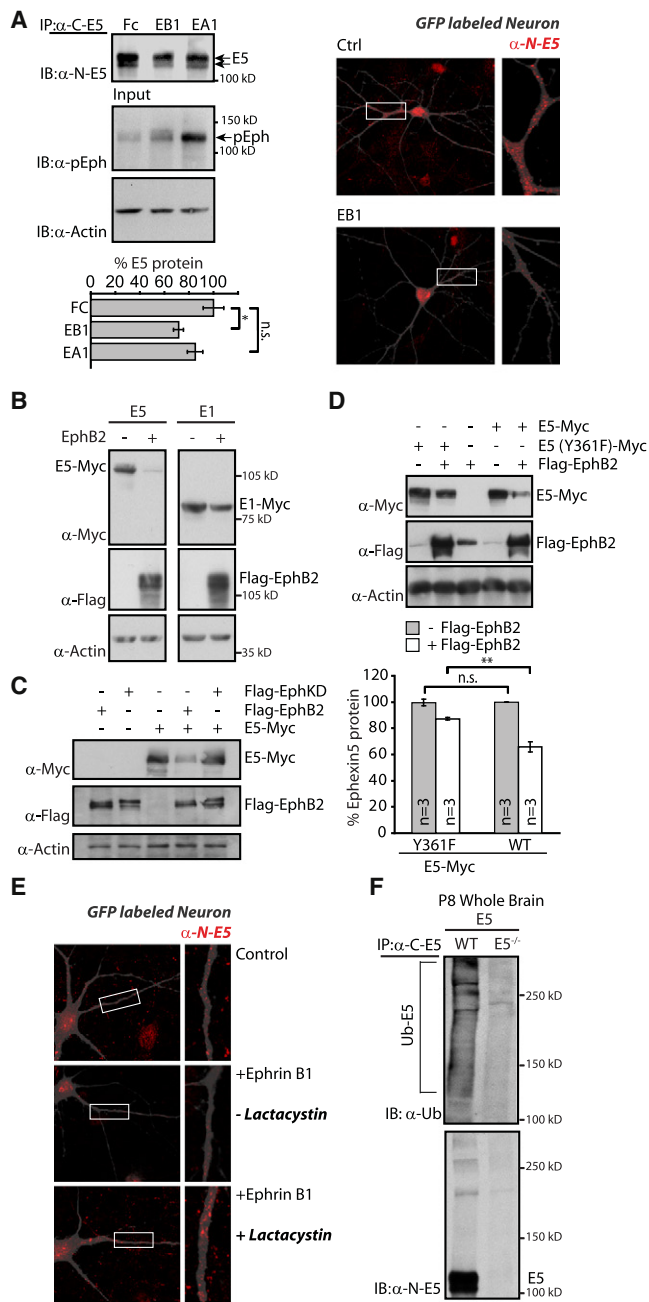 A
IP:α-C-E5 Fc EB1 EA1
E5
IB:α-N-E5
100 kD
Input
150 kD
pEph
100 kD
IB:α-pEph
IB:α-Actin
% E5 protein
0 20 40 60 80 100
FC
EB1
EA1
*
n.s.
GFP labeled Neuron
α-N-E5
Ctrl
EB1
B
E5 E1
EphB2 - + - +
E5-Myc
105 kD
E1-Myc
75 kD
α-Myc
Flag-EphB2
105 kD
α-Flag
α-Actin
35 kD
C
- + - - + Flag-EphKD
+ - - + - Flag-EphB2
- - + + + E5-Myc
α-Myc
E5-Myc
α-Flag
Flag-EphB2
α-Actin
D
- - - + + E5-Myc
+ + - - - E5 (Y361F)-Myc
- + + - + Flag-EphB2
α-Myc
E5-Myc
α-Flag
Flag-EphB2
α-Actin
- Flag-EphB2
+ Flag-EphB2
**
n.s.
% Ephexin5 protein
120
100
80
60
40
20
0
n=3 n=3 n=3 n=3
Y361F WT
E5-Myc
E
GFP labeled Neuron
α-N-E5
Control
+Ephrin B1
- Lactacystin
+Ephrin B1
+ Lactacystin
F
P8 Whole Brain
E5
IP:α-C-E5 WT E5-/-
Ub-E5
250 kD
150 kD
100 kD
IB: α-Ub
250 kD
150 kD
E5
100 kD
IB:α-N-E5